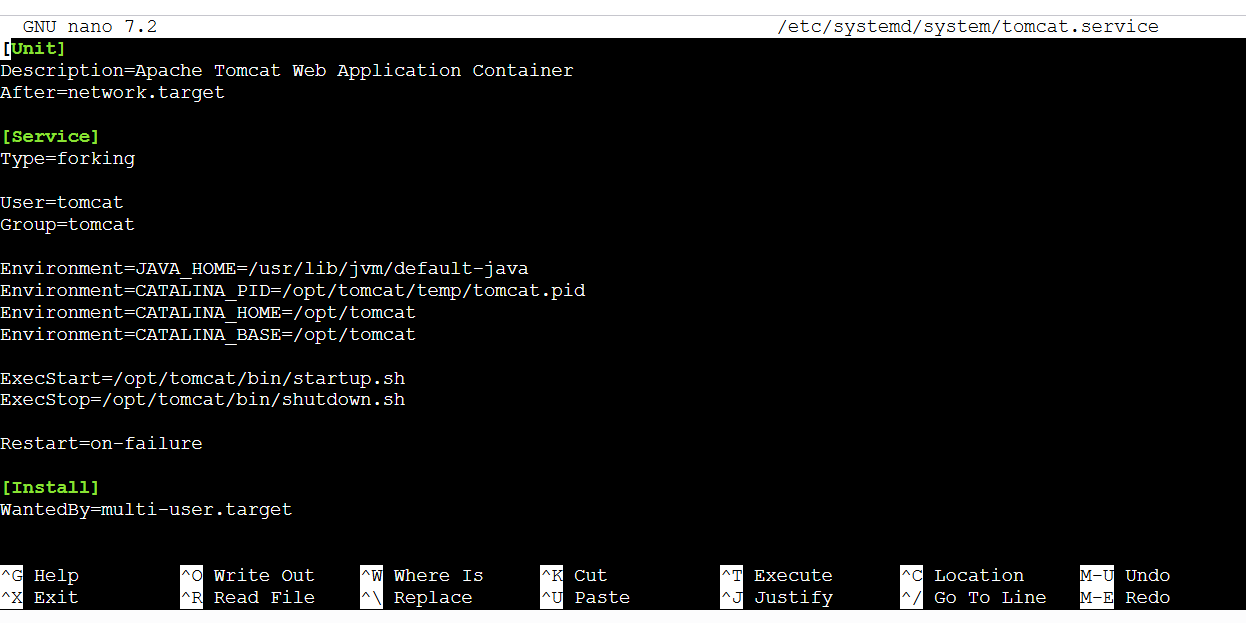 GNU nano 7.2 /etc/systemd/system/tomcat.service
[Unit]
Description=Apache Tomcat Web Application Container
After=network.target
[Service]
Type=forking
User=tomcat
Group=tomcat
Environment=JAVA_HOME=/usr/lib/jvm/default-java
Environment=CATALINA_PID=/opt/tomcat/temp/tomcat.pid
Environment=CATALINA_HOME=/opt/tomcat
Environment=CATALINA_BASE=/opt/tomcat
ExecStart=/opt/tomcat/bin/startup.sh
ExecStop=/opt/tomcat/bin/shutdown.sh
Restart=on-failure
[Install]
WantedBy=multi-user.target
^G Help ^O Write Out ^W Where Is ^K Cut ^T Execute ^C Location M-U Undo
^X Exit ^R Read File ^\ Replace ^U Paste ^J Justify ^/ Go To Line M-E Redo